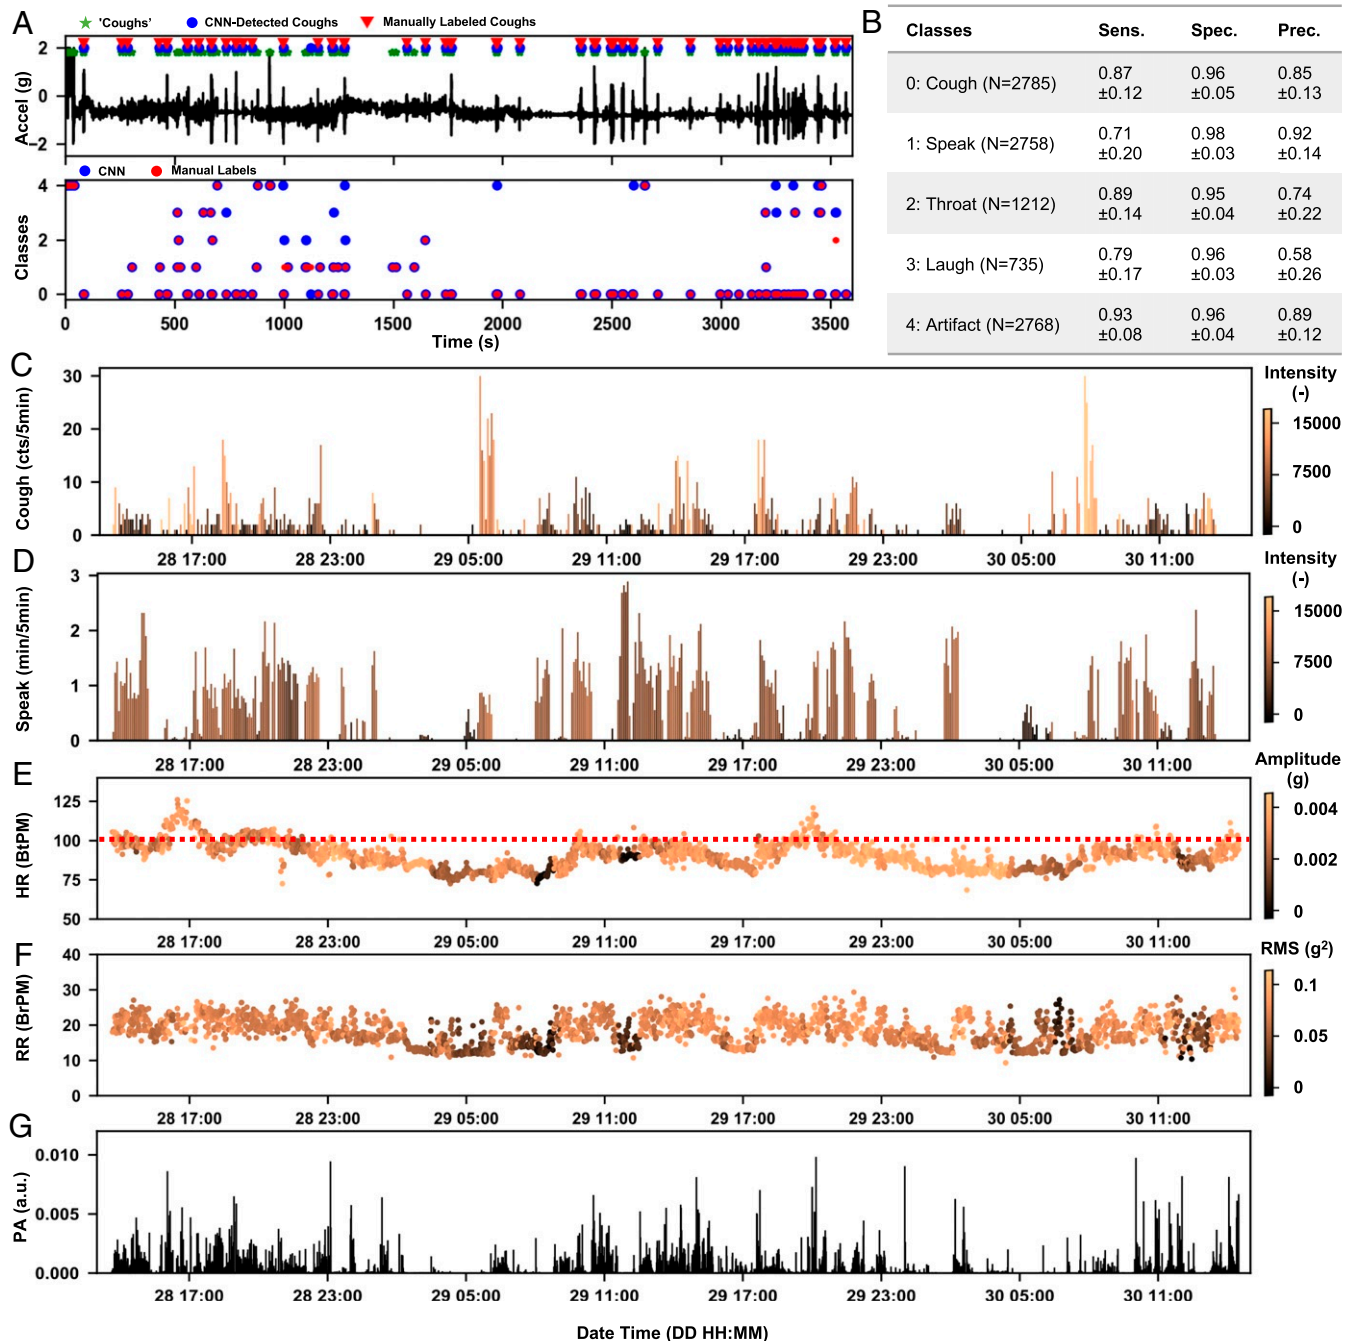 A
'Coughs' CNN-Detected Coughs Manually Labeled Coughs
Accel (g)
2
0
−2
CNN Manual Labels
Classes
4
2
0
0 500 1000 1500 2000 2500 3000 3500
Time (s)
B
Classes Sens. Spec. Prec.
0: Cough (N=2785) 0.87 ±0.12 0.96 ±0.05 0.85 ±0.13
1: Speak (N=2758) 0.71 ±0.20 0.98 ±0.03 0.92 ±0.14
2: Throat (N=1212) 0.89 ±0.14 0.95 ±0.04 0.74 ±0.22
3: Laugh (N=735) 0.79 ±0.17 0.96 ±0.03 0.58 ±0.26
4: Artifact (N=2768) 0.93 ±0.08 0.96 ±0.04 0.89 ±0.12
C
Cough (cts/5min)
30
20
10
0
28 17:00 28 23:00 29 05:00 29 11:00 29 17:00 29 23:00 30 05:00 30 11:00
Intensity
(-)
15000
7500
0
D
Speak (min/5min)
3
2
1
0
28 17:00 28 23:00 29 05:00 29 11:00 29 17:00 29 23:00 30 05:00 30 11:00
Intensity
(-)
15000
7500
0
E
HR (BtPM)
125
100
75
50
28 17:00 28 23:00 29 05:00 29 11:00 29 17:00 29 23:00 30 05:00 30 11:00
Amplitude
(g)
0.004
0.002
0
F
RR (BrPM)
40
30
20
10
0
28 17:00 28 23:00 29 05:00 29 11:00 29 17:00 29 23:00 30 05:00 30 11:00
RMS (g²)
0.1
0.05
0
G
PA (a.u.)
0.010
0.005
0.000
28 17:00 28 23:00 29 05:00 29 11:00 29 17:00 29 23:00 30 05:00 30 11:00
Date Time (DD HH:MM)